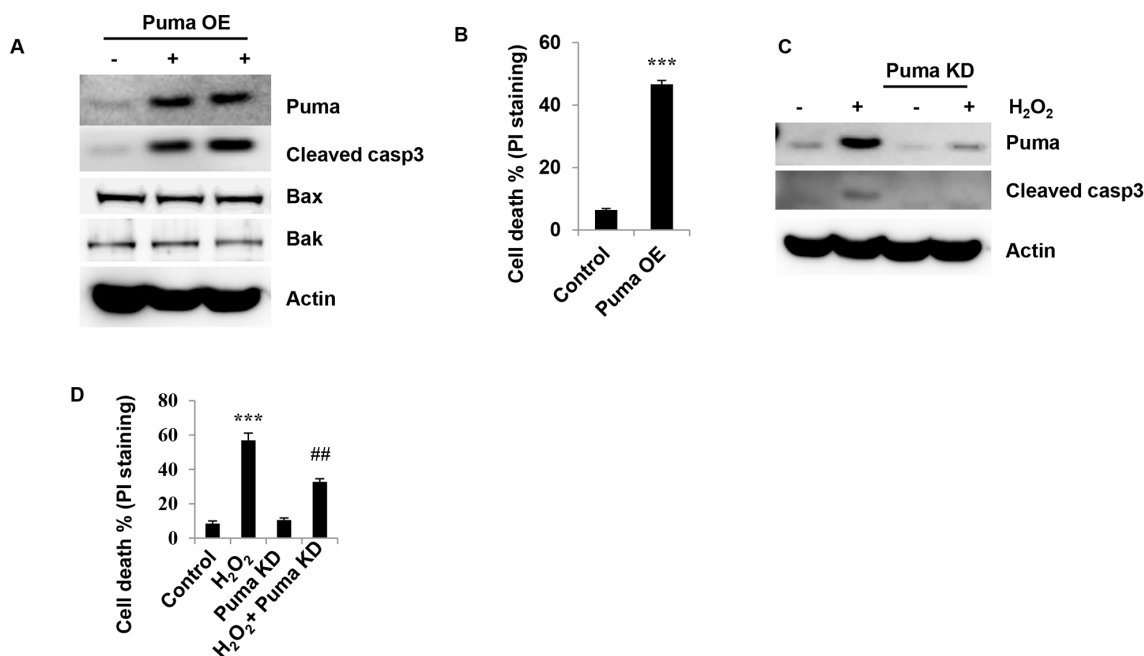 A
Puma OE
- + +
Puma
Cleaved casp3
Bax
Bak
Actin
B
Cell death % (PI staining)
60
40
20
0
***
Control
Puma OE
C
Puma KD
- + - + H₂O₂
Puma
Cleaved casp3
Actin
D
Cell death % (PI staining)
80
60
40
20
0
***
##
Control
H₂O₂
Puma KD
H₂O₂+ Puma KD